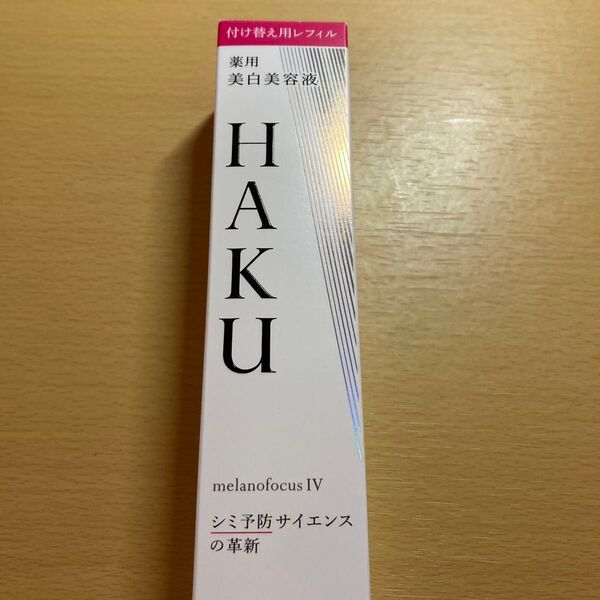 付け替え用レフィル
薬用
美白美容液
HAKU
melanofocus IV
シミ予防サイエンス
の革新